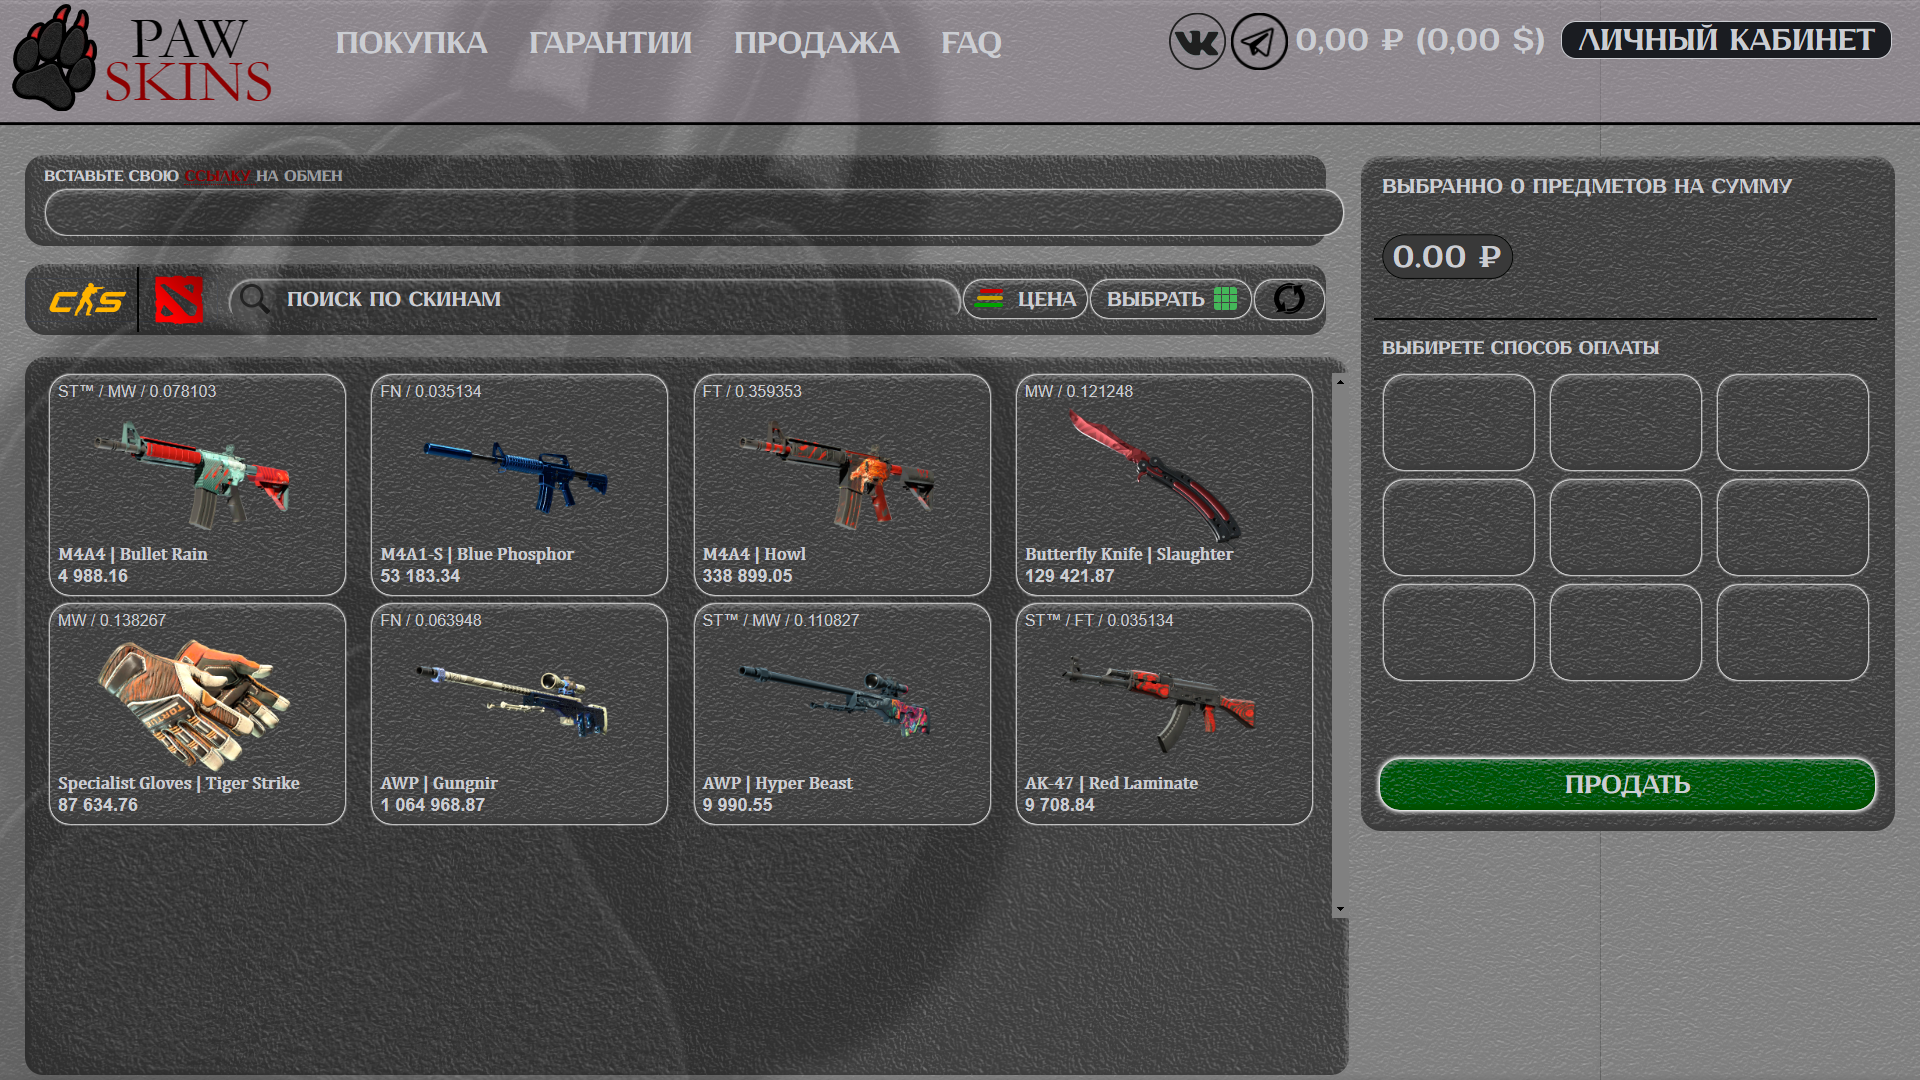 PAW
SKINS
ПОКУПКА ГАРАНТИИ ПРОДАЖА FAQ
0,00 ₽ (0,00 $) ЛИЧНЫЙ КАБИНЕТ
ВСТАВЬТЕ СВОЮ ССЫЛКУ НА ОБМЕН
ПОИСК ПО СКИНАМ
ЦЕНА
ВЫБРАТЬ
ST™ / MW / 0.078103
M4A4 | Bullet Rain
4 988.16
FN / 0.035134
M4A1-S | Blue Phosphor
53 183.34
FT / 0.359353
M4A4 | Howl
338 899.05
MW / 0.121248
Butterfly Knife | Slaughter
129 421.87
MW / 0.138267
Specialist Gloves | Tiger Strike
87 634.76
FN / 0.063948
AWP | Gungnir
1 064 968.87
ST™ / MW / 0.110827
AWP | Hyper Beast
9 990.55
ST™ / FT / 0.035134
AK-47 | Red Laminate
9 708.84
ВЫБРАННО 0 ПРЕДМЕТОВ НА СУММУ
0.00 ₽
ВЫБИРЕТЕ СПОСОБ ОПЛАТЫ
ПРОДАТЬ